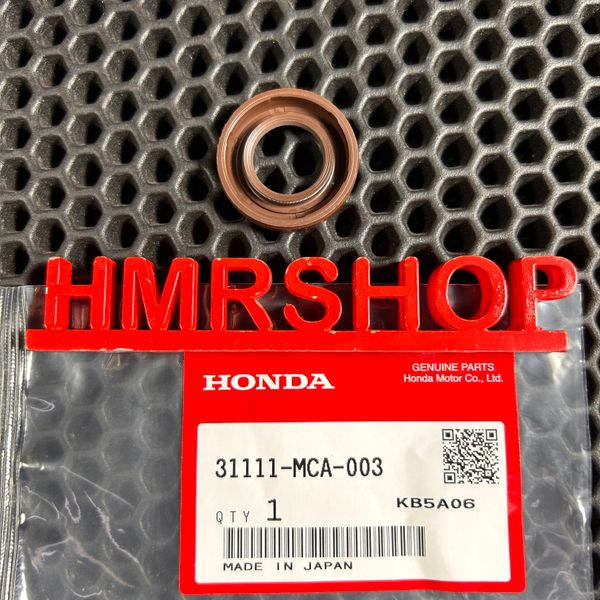 HMRSHOP
HONDA
GENUINE PARTS
Honda Motor Co., Ltd.
31111-MCA-003
QTY 1
KB5A06
MADE IN JAPAN